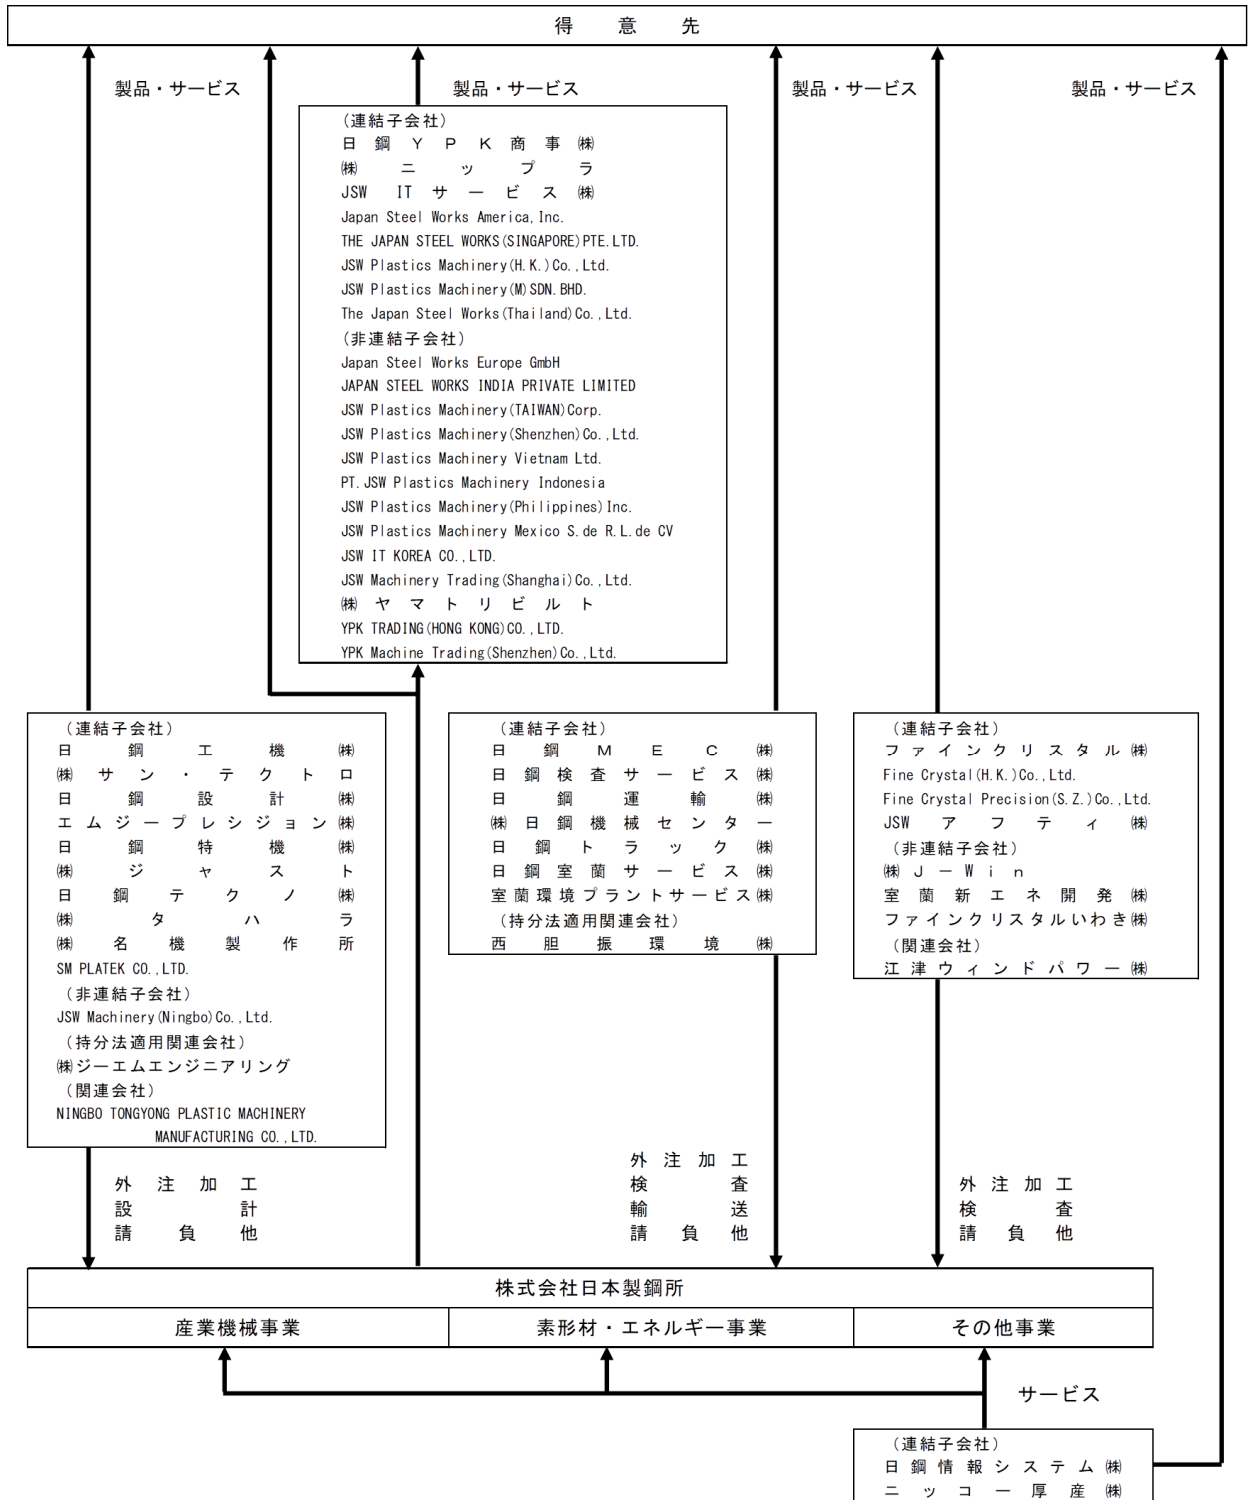 得意先
製品・サービス
製品・サービス
製品・サービス
製品・サービス
(連結子会社)
日鋼YPK商事㈱
㈱ニップラ
JSW ITサービス㈱
Japan Steel Works America,Inc.
THE JAPAN STEEL WORKS(SINGAPORE)PTE.LTD.
JSW Plastics Machinery(H.K.)Co.,Ltd.
JSW Plastics Machinery(M)SDN.BHD.
The Japan Steel Works(Thailand)Co.,Ltd.
(非連結子会社)
Japan Steel Works Europe GmbH
JAPAN STEEL WORKS INDIA PRIVATE LIMITED
JSW Plastics Machinery(TAIWAN)Corp.
JSW Plastics Machinery(Shenzhen)Co.,Ltd.
JSW Plastics Machinery Vietnam Ltd.
PT.JSW Plastics Machinery Indonesia
JSW Plastics Machinery(Philippines)Inc.
JSW Plastics Machinery Mexico S.de R.L.de CV
JSW IT KOREA CO.,LTD.
JSW Machinery Trading(Shanghai)Co.,Ltd.
㈱ヤマトリビルト
YPK TRADING(HONG KONG)CO.,LTD.
YPK Machine Trading(Shenzhen)Co.,Ltd.
(連結子会社)
日鋼工機㈱
㈱サン・テクトロ
日鋼設計㈱
エムジープレシジョン㈱
日鋼特機㈱
㈱ジャスト
日鋼テクノ㈱
㈱タハラ
㈱名機製作所
SM PLATEK CO.,LTD.
(非連結子会社)
JSW Machinery(Ningbo)Co.,Ltd.
(持分法適用関連会社)
㈱ジーエムエンジニアリング
(関連会社)
NINGBO TONGYONG PLASTIC MACHINERY
MANUFACTURING CO.,LTD.
(連結子会社)
日鋼MEC㈱
日鋼検査サービス㈱
日鋼運輸㈱
㈱日鋼機械センター
日鋼トラック㈱
日鋼室蘭サービス㈱
室蘭環境プラントサービス㈱
(持分法適用関連会社)
西胆振環境㈱
(連結子会社)
ファインクリスタル㈱
Fine Crystal(H.K.)Co.,Ltd.
Fine Crystal Precision(S.Z.)Co.,Ltd.
JSWアフティ㈱
(非連結子会社)
㈱J－Win
室蘭新エネ開発㈱
ファインクリスタルいわき㈱
(関連会社)
江津ウィンドパワー㈱
外注加工
設計
請負他
外注加工
検査
輸送
請負他
外注加工
検査
請負他
株式会社日本製鋼所
産業機械事業
素形材・エネルギー事業
その他事業
サービス
(連結子会社)
日鋼情報システム㈱
ニッコー厚産㈱